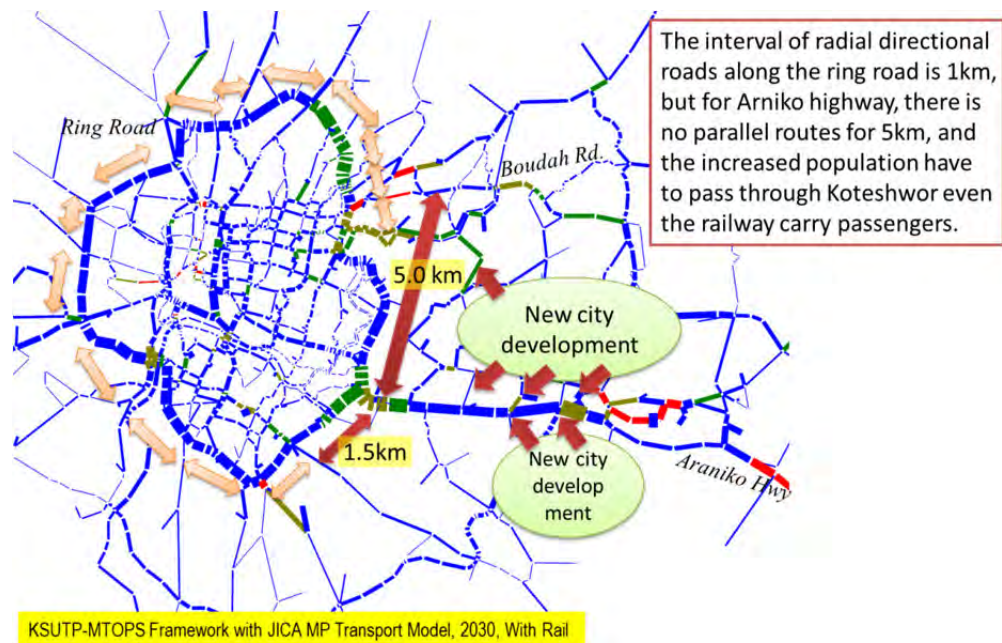 The interval of radial directional
roads along the ring road is 1km,
but for Arniko highway, there is
no parallel routes for 5km, and
the increased population have
to pass through Koteshwor even
the railway carry passengers.
Ring Road
Boudah Rd.
5.0 km
New city
development
1.5km
New city
develop
ment
Araniko Hwy
KSUTP-MTOPS Framework with JICA MP Transport Model, 2030, With Rail